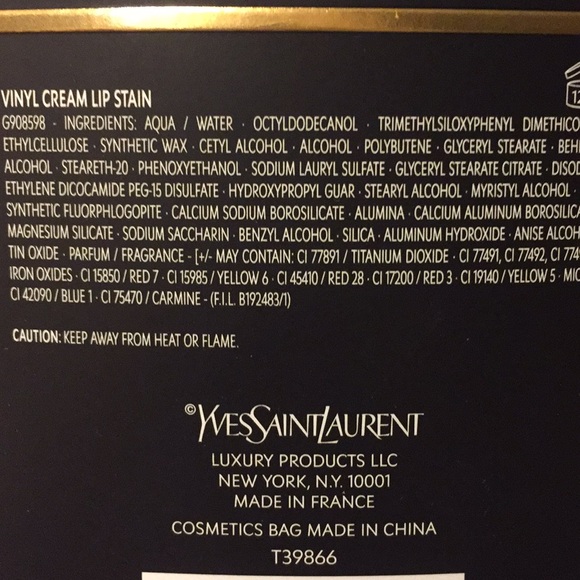 12
VINYL CREAM LIP STAIN
G908598 · INGREDIENTS: AQUA / WATER · OCTYLDODECANOL · TRIMETHYLSILOXYPHENYL DIMETHICO
ETHYLCELLULOSE · SYNTHETIC WAX · CETYL ALCOHOL · ALCOHOL · POLYBUTENE · GLYCERYL STEARATE · BEH
ALCOHOL · STEARETH-20 · PHENOXYETHANOL · SODIUM LAURYL SULFATE · GLYCERYL STEARATE CITRATE · DISOD
ETHYLENE DICOCAMIDE PEG-15 DISULFATE · HYDROXYPROPYL GUAR · STEARYL ALCOHOL · MYRISTYL ALCOHOL ·
SYNTHETIC FLUORPHLOGOPITE · CALCIUM SODIUM BOROSILICATE · ALUMINA · CALCIUM ALUMINUM BOROSILICA
MAGNESIUM SILICATE · SODIUM SACCHARIN · BENZYL ALCOHOL · SILICA · ALUMINUM HYDROXIDE · ANISE ALCOH
TIN OXIDE · PARFUM / FRAGRANCE - [+/- MAY CONTAIN: CI 77891 / TITANIUM DIOXIDE · CI 77491, CI 77492, CI 774
IRON OXIDES · CI 15850 / RED 7 · CI 15985 / YELLOW 6 · CI 45410 / RED 28 · CI 17200 / RED 3 · CI 19140 / YELLOW 5 · MIC
CI 42090 / BLUE 1 · CI 75470 / CARMINE - (F.I.L. B192483/1)
CAUTION: KEEP AWAY FROM HEAT OR FLAME.
©YVESSAINTLAURENT
LUXURY PRODUCTS LLC
NEW YORK, N.Y. 10001
MADE IN FRANCE
COSMETICS BAG MADE IN CHINA
T39866